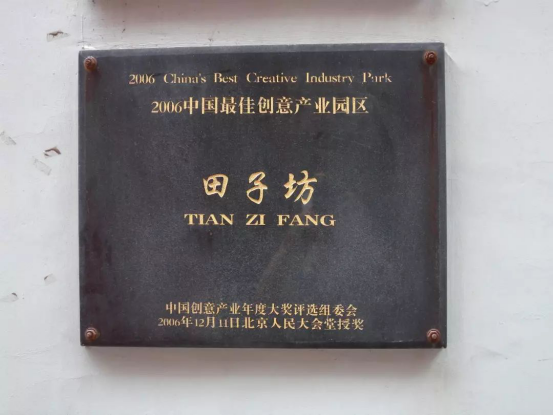 2006 China's Best Creative Industry Park
2006中国最佳创意产业园区
田子坊
TIAN ZI FANG
中国创意产业年度大奖评选组委会
2006年12月11日北京人民大会堂授奖